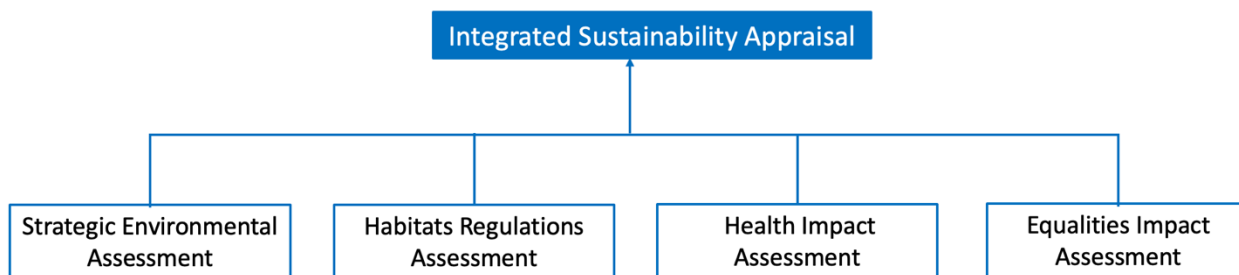 Integrated Sustainability Appraisal
Strategic Environmental
Assessment
Habitats Regulations
Assessment
Health Impact
Assessment
Equalities Impact
Assessment